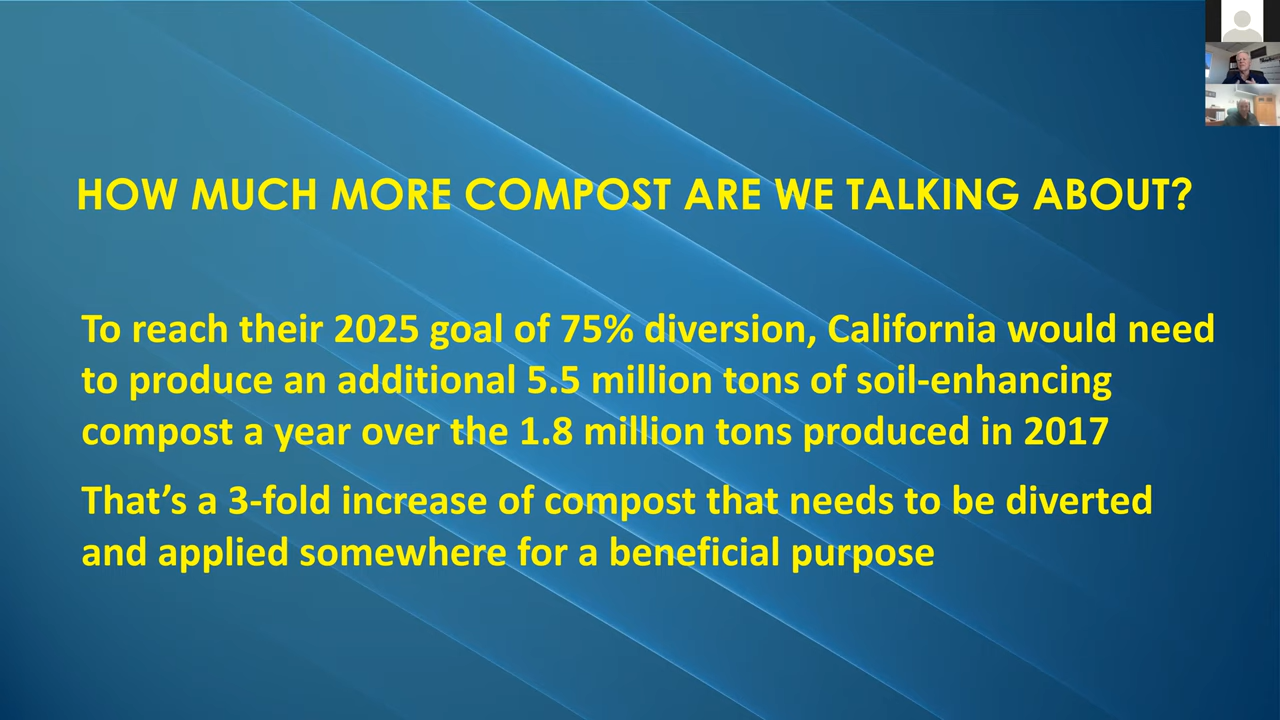 HOW MUCH MORE COMPOST ARE WE TALKING ABOUT?
To reach their 2025 goal of 75% diversion, California would need
to produce an additional 5.5 million tons of soil-enhancing
compost a year over the 1.8 million tons produced in 2017
That’s a 3-fold increase of compost that needs to be diverted
and applied somewhere for a beneficial purpose